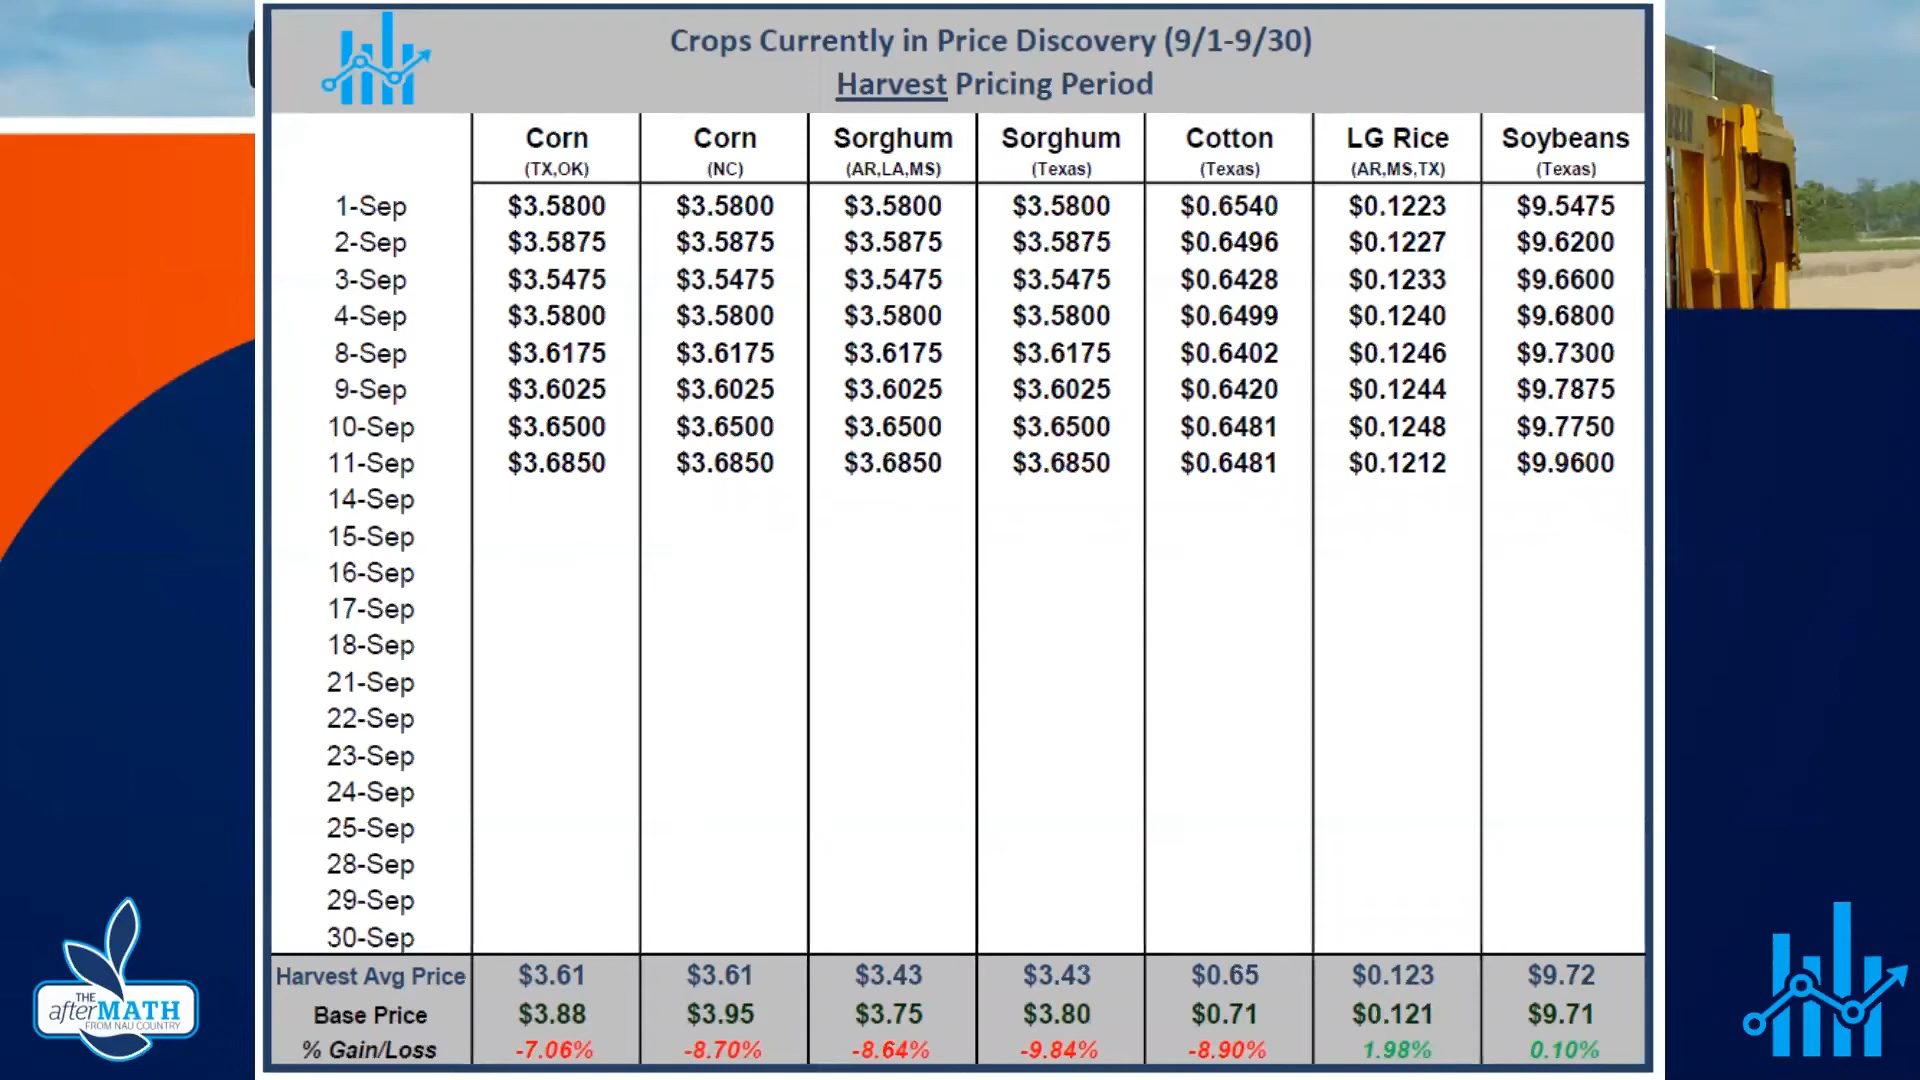 Crops Currently in Price Discovery (9/1-9/30)
Harvest Pricing Period
Corn Corn Sorghum Sorghum Cotton LG Rice Soybeans
(TX,OK) (NC) (AR,LA,MS) (Texas) (Texas) (AR,MS,TX) (Texas)
1-Sep $3.5800 $3.5800 $3.5800 $3.5800 $0.6540 $0.1223 $9.5475
2-Sep $3.5875 $3.5875 $3.5875 $3.5875 $0.6496 $0.1227 $9.6200
3-Sep $3.5475 $3.5475 $3.5475 $3.5475 $0.6428 $0.1233 $9.6600
4-Sep $3.5800 $3.5800 $3.5800 $3.5800 $0.6499 $0.1240 $9.6800
8-Sep $3.6175 $3.6175 $3.6175 $3.6175 $0.6402 $0.1246 $9.7300
9-Sep $3.6025 $3.6025 $3.6025 $3.6025 $0.6420 $0.1244 $9.7875
10-Sep $3.6500 $3.6500 $3.6500 $3.6500 $0.6481 $0.1248 $9.7750
11-Sep $3.6850 $3.6850 $3.6850 $3.6850 $0.6481 $0.1212 $9.9600
14-Sep
15-Sep
16-Sep
17-Sep
18-Sep
21-Sep
22-Sep
23-Sep
24-Sep
25-Sep
28-Sep
29-Sep
30-Sep
Harvest Avg Price $3.61 $3.61 $3.43 $3.43 $0.65 $0.123 $9.72
Base Price $3.88 $3.95 $3.75 $3.80 $0.71 $0.121 $9.71
% Gain/Loss -7.06% -8.70% -8.64% -9.84% -8.90% 1.98% 0.10%
THE
afterMATH
FROM NAU COUNTRY